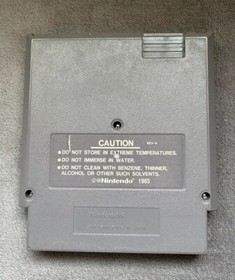 CAUTION REV-A
●DO NOT STORE IN EXTREME TEMPERATURES.
●DO NOT IMMERSE IN WATER.
●DO NOT CLEAN WITH BENZENE, THINNER,
ALCOHOL OR OTHER SUCH SOLVENTS.
©®Nintendo 1985